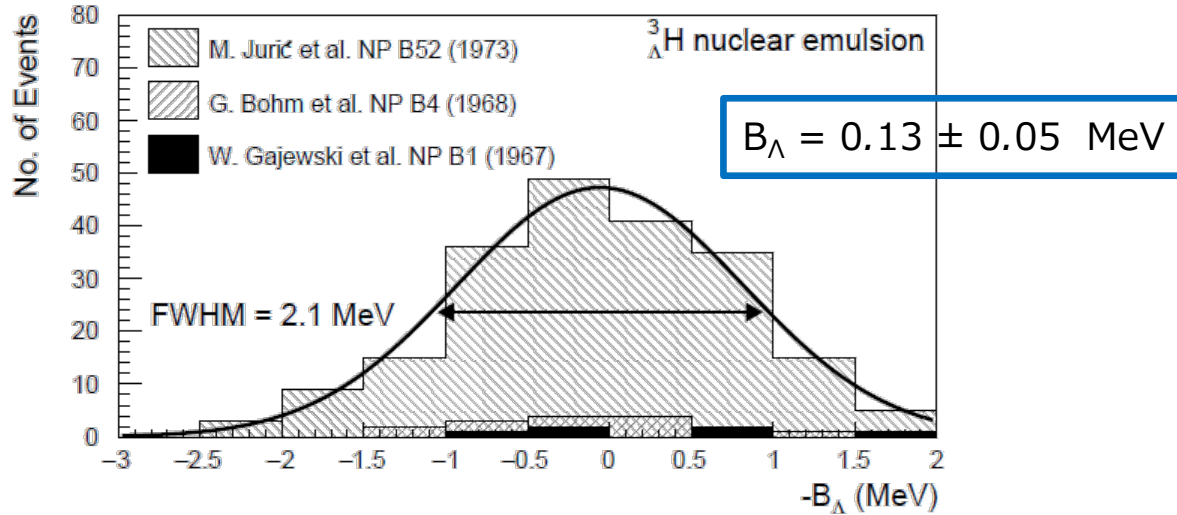 80
70
60
50
40
30
20
10
0
No. of Events
M. Jurič et al. NP B52 (1973)
G. Bohm et al. NP B4 (1968)
W. Gajewski et al. NP B1 (1967)
³ΛH nuclear emulsion
BΛ = 0.13 ± 0.05 MeV
FWHM = 2.1 MeV
–3 –2.5 –2 –1.5 –1 –0.5 0 0.5 1 1.5 2
-BΛ (MeV)